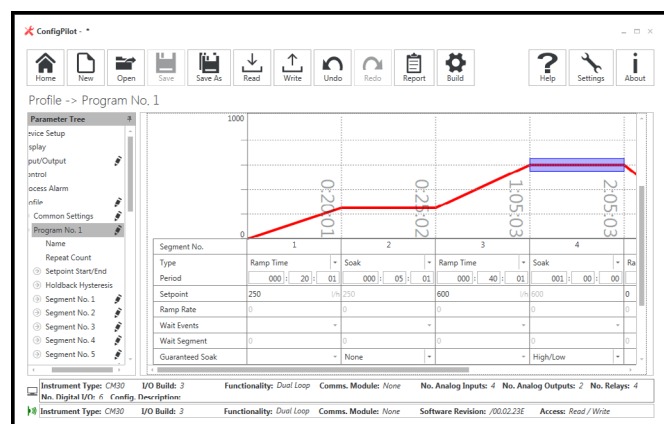 ConfigPilot - *
Home New Open Save Save As Read Write Undo Redo Report Build Help Settings About
Profile -> Program No. 1
Parameter Tree
evice Setup
splay
put/Output
ontrol
ocess Alarm
ofile
Common Settings
Program No. 1
Name
Repeat Count
Setpoint Start/End
Holdback Hysteresis
Segment No. 1
Segment No. 2
Segment No. 3
Segment No. 4
Segment No. 5
1000
0
0:20:01
0:25:02
1:05:03
2:05:03
Segment No. 1 2 3 4
Type Ramp Time Soak Ramp Time Soak Ra
Period 000 : 20 : 01 000 : 05 : 01 000 : 40 : 01 001 : 00 : 00
Setpoint 250 l/h 250 600 l/h 600 0
Ramp Rate 0 0 0 0 0
Wait Events
Wait Segment 0 0 0 0 0
Guaranteed Soak None High/Low
Instrument Type: CM30 I/O Build: 3 Functionality: Dual Loop Comms. Module: None No. Analog Inputs: 4 No. Analog Outputs: 2 No. Relays: 4
No. Digital I/O: 6 Config. Description:
Instrument Type: CM30 I/O Build: 3 Functionality: Dual Loop Comms. Module: None Software Revision: /00.02.23E Access: Read / Write